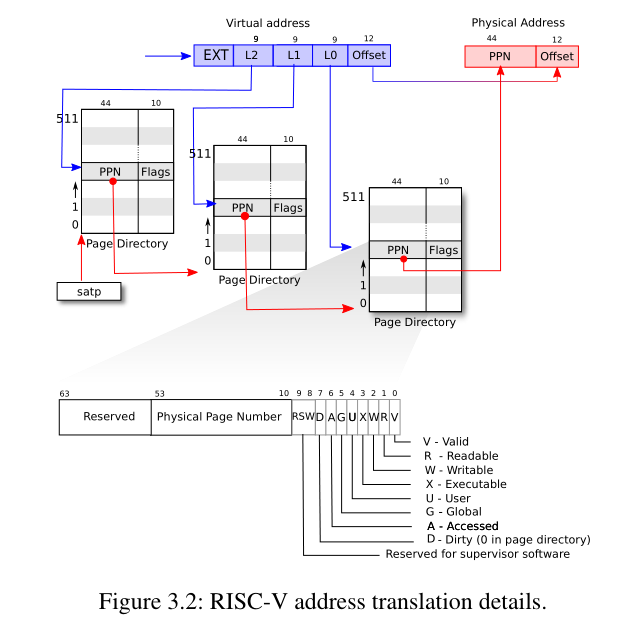 Virtual address
Physical Address
9 9 9 12
44 12
EXT L2 L1 L0 Offset
PPN Offset
44 10
511
PPN Flags
1
0
Page Directory
satp
44 10
511
PPN Flags
1
0
Page Directory
44 10
511
PPN Flags
1
0
Page Directory
63 53 10 9 8 7 6 5 4 3 2 1 0
Reserved Physical Page Number RSW D A G U X W R V
V - Valid
R - Readable
W - Writable
X - Executable
U - User
G - Global
A - Accessed
D - Dirty (0 in page directory)
Reserved for supervisor software
Figure 3.2: RISC-V address translation details.